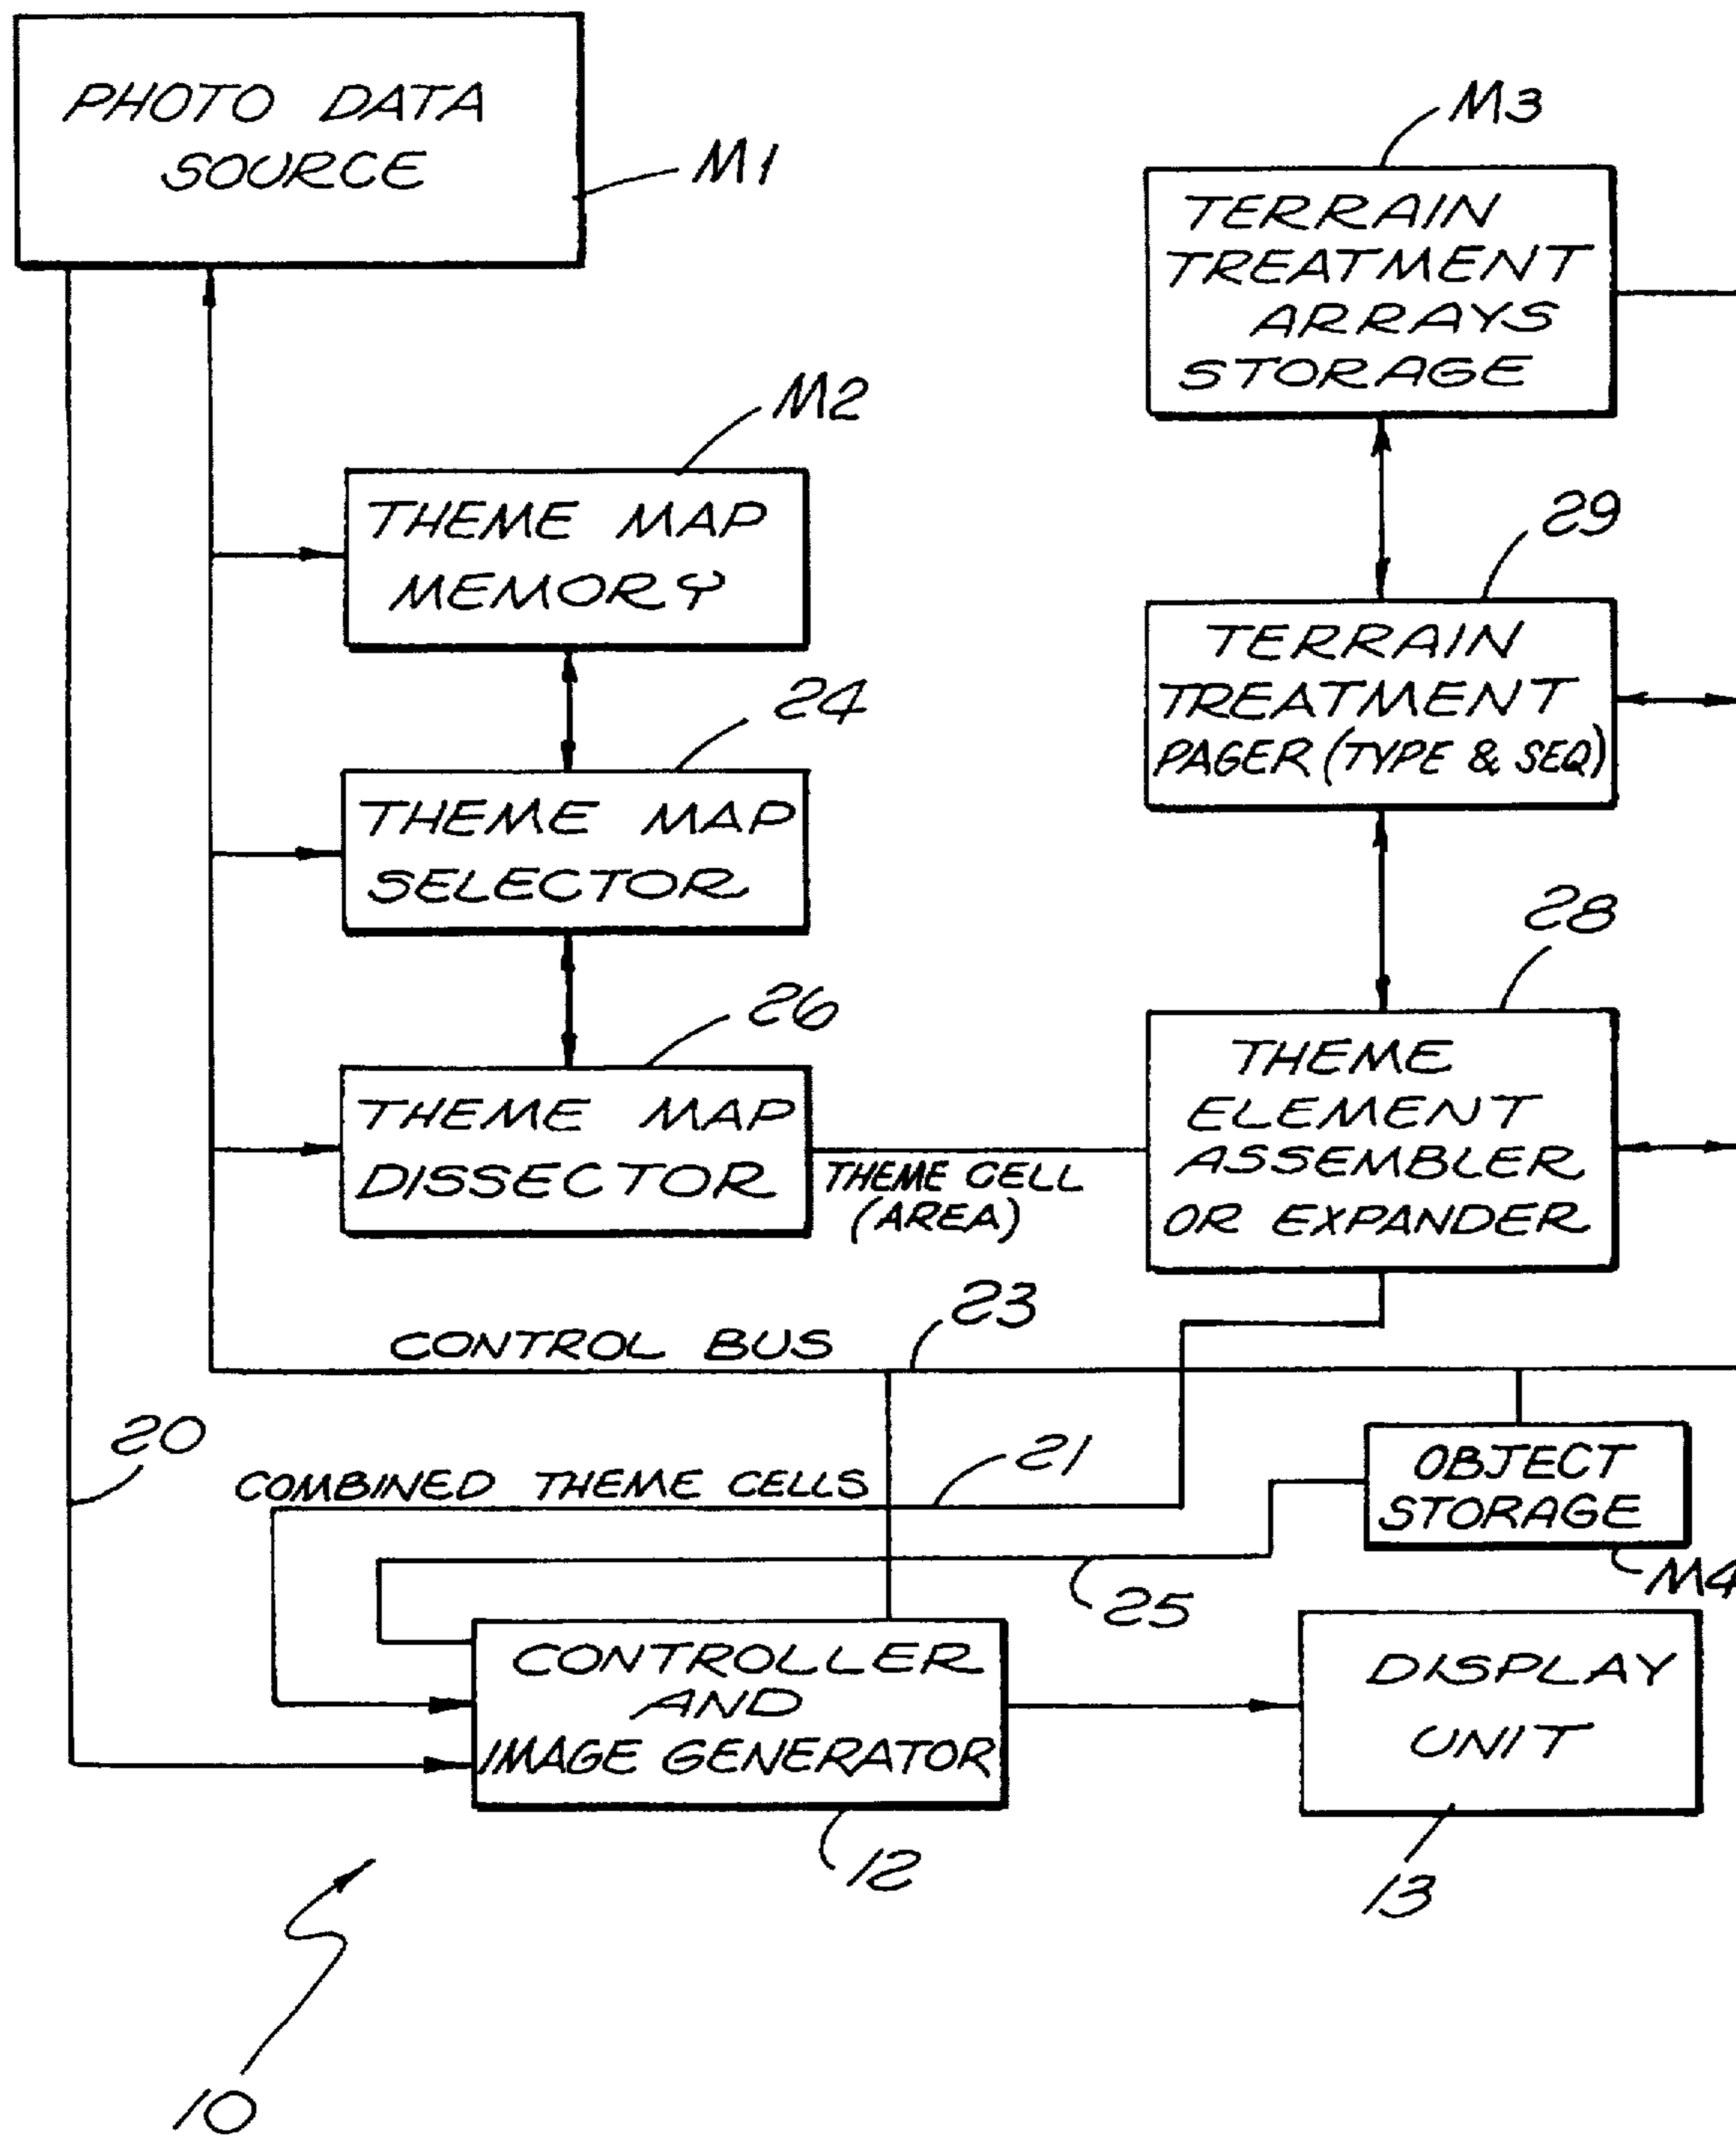 PHOTO DATA
SOURCE
M1
M3
TERRAIN
TREATMENT
ARRAYS
STORAGE
M2
THEME MAP
MEMORY
29
TERRAIN
TREATMENT
PAGER (TYPE & SEQ)
24
THEME MAP
SELECTOR
28
THEME
ELEMENT
ASSEMBLER
OR EXPANDER
26
THEME MAP
DISSECTOR
THEME CELL
(AREA)
23
CONTROL BUS
20
COMBINED THEME CELLS
21
OBJECT
STORAGE
M4
25
CONTROLLER
AND
IMAGE GENERATOR
12
DISPLAY
UNIT
13
10